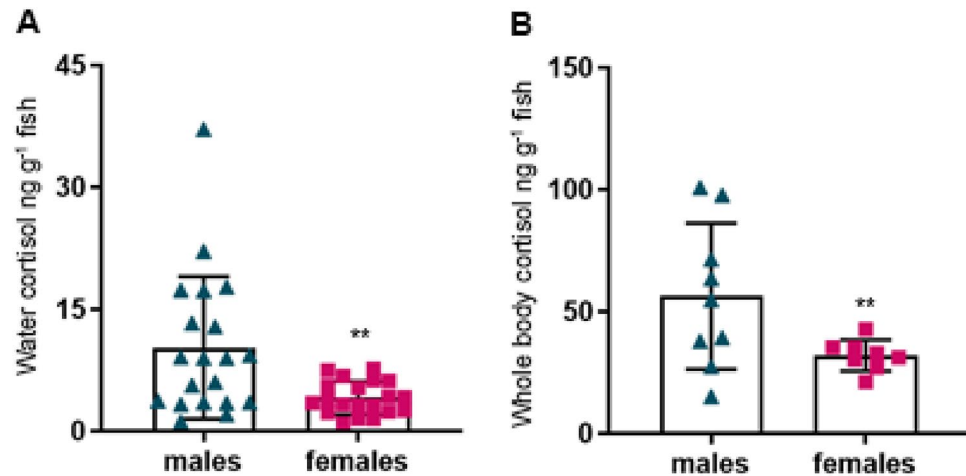 A
Water cortisol ng g⁻¹ fish
45
30
15
0
**
males females
B
Whole body cortisol ng g⁻¹ fish
150
100
50
0
**
males females